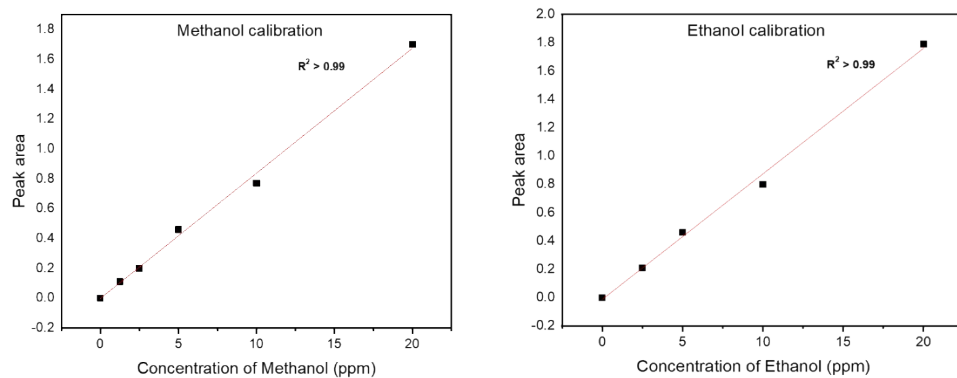 Methanol calibration
R² > 0.99
1.8
1.6
1.4
1.2
1.0
0.8
0.6
0.4
0.2
0.0
-0.2
Peak area
0 5 10 15 20
Concentration of Methanol (ppm)
Ethanol calibration
R² > 0.99
2.0
1.8
1.6
1.4
1.2
1.0
0.8
0.6
0.4
0.2
0.0
-0.2
Peak area
0 5 10 15 20
Concentration of Ethanol (ppm)